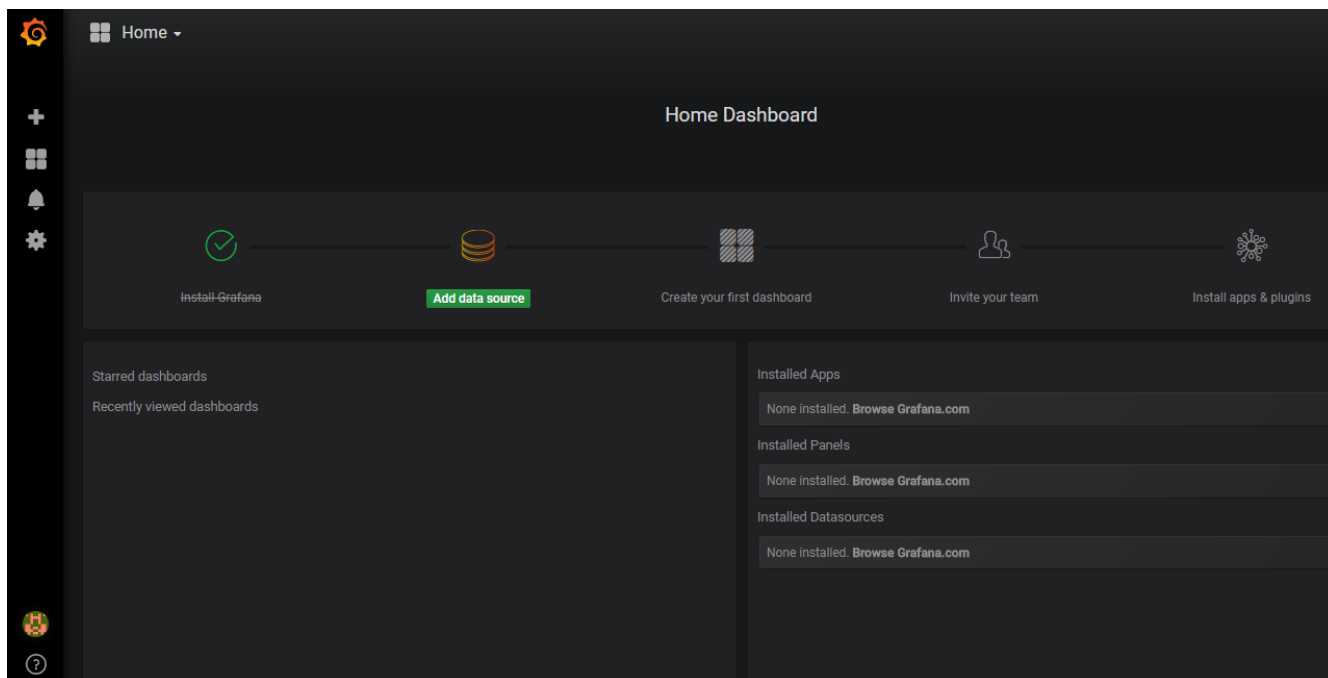 Home
Home Dashboard
Install Grafana
Add data source
Create your first dashboard
Invite your team
Install apps & plugins
Starred dashboards
Recently viewed dashboards
Installed Apps
None installed. Browse Grafana.com
Installed Panels
None installed. Browse Grafana.com
Installed Datasources
None installed. Browse Grafana.com